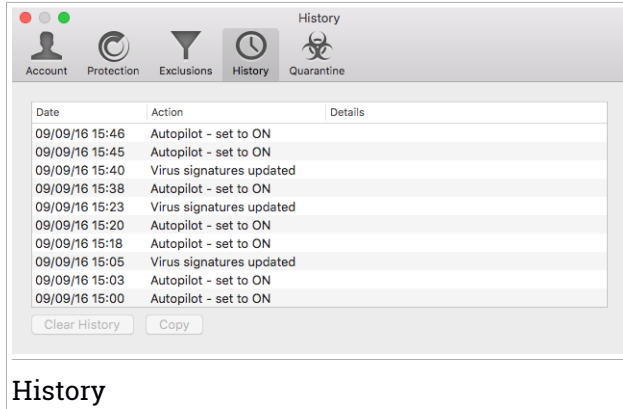 History
Account Protection Exclusions History Quarantine
Date Action Details
09/09/16 15:46 Autopilot - set to ON
09/09/16 15:45 Autopilot - set to ON
09/09/16 15:40 Virus signatures updated
09/09/16 15:38 Autopilot - set to ON
09/09/16 15:23 Virus signatures updated
09/09/16 15:20 Autopilot - set to ON
09/09/16 15:18 Autopilot - set to ON
09/09/16 15:05 Virus signatures updated
09/09/16 15:03 Autopilot - set to ON
09/09/16 15:00 Autopilot - set to ON
Clear History Copy
History